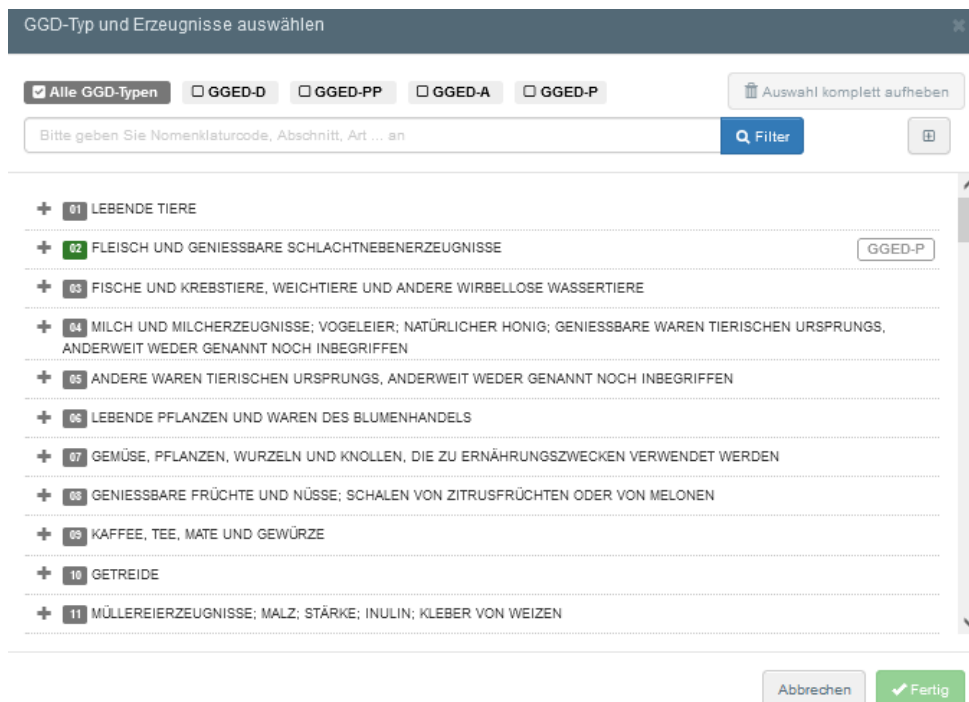 GGD-Typ und Erzeugnisse auswählen
Alle GGD-Typen GGED-D GGED-PP GGED-A GGED-P Auswahl komplett aufheben
Bitte geben Sie Nomenklaturcode, Abschnitt, Art ... an Filter
01 LEBENDE TIERE
02 FLEISCH UND GENIESSBARE SCHLACHTNEBENERZEUGNISSE GGED-P
03 FISCHE UND KREBSTIERE, WEICHTIERE UND ANDERE WIRBELLOSE WASSERTIERE
04 MILCH UND MILCHERZEUGNISSE; VOGELEIER; NATÜRLICHER HONIG; GENIESSBARE WAREN TIERISCHEN URSPRUNGS,
ANDERWEIT WEDER GENANNT NOCH INBEGRIFFEN
05 ANDERE WAREN TIERISCHEN URSPRUNGS, ANDERWEIT WEDER GENANNT NOCH INBEGRIFFEN
06 LEBENDE PFLANZEN UND WAREN DES BLUMENHANDELS
07 GEMÜSE, PFLANZEN, WURZELN UND KNOLLEN, DIE ZU ERNÄHRUNGSZWECKEN VERWENDET WERDEN
08 GENIESSBARE FRÜCHTE UND NÜSSE; SCHALEN VON ZITRUSFRÜCHTEN ODER VON MELONEN
09 KAFFEE, TEE, MATE UND GEWÜRZE
10 GETREIDE
11 MÜLLEREIERZEUGNISSE; MALZ; STÄRKE; INULIN; KLEBER VON WEIZEN
Abbrechen Fertig